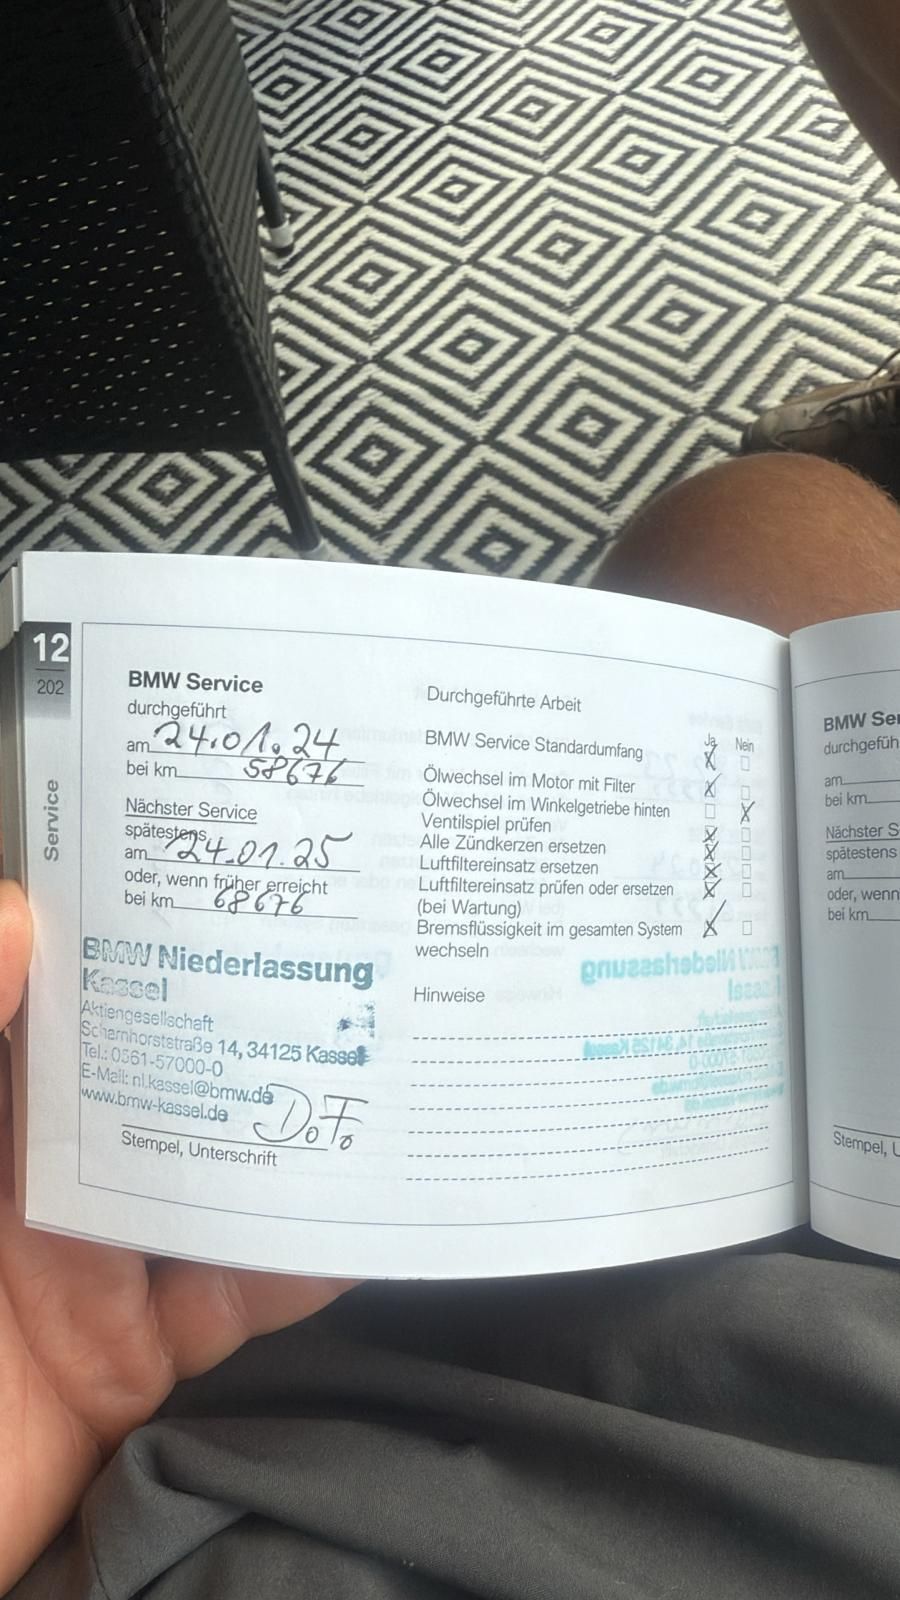 12
202
Service
BMW Service
durchgeführt
am 24.01.24
bei km 58676
Nächster Service
spätestens
am 24.01.25
oder, wenn früher erreicht
bei km 68676
BMW Niederlassung
Kassel
Aktiengesellschaft
Scharnhorststraße 14, 34125 Kassel
Tel.: 0561-57000-0
E-Mail: nl.kassel@bmw.de
www.bmw-kassel.de
Stempel, Unterschrift
Durchgeführte Arbeit
Ja Nein
BMW Service Standardumfang
Ölwechsel im Motor mit Filter
Ölwechsel im Winkelgetriebe hinten
Ventilspiel prüfen
Alle Zündkerzen ersetzen
Luftfiltereinsatz ersetzen
Luftfiltereinsatz prüfen oder ersetzen
(bei Wartung)
Bremsflüssigkeit im gesamten System
wechseln
Hinweise
BMW Ser
durchgefüh
am
bei km
Nächster S
spätestens
am
oder, wenn
bei km
Stempel, U